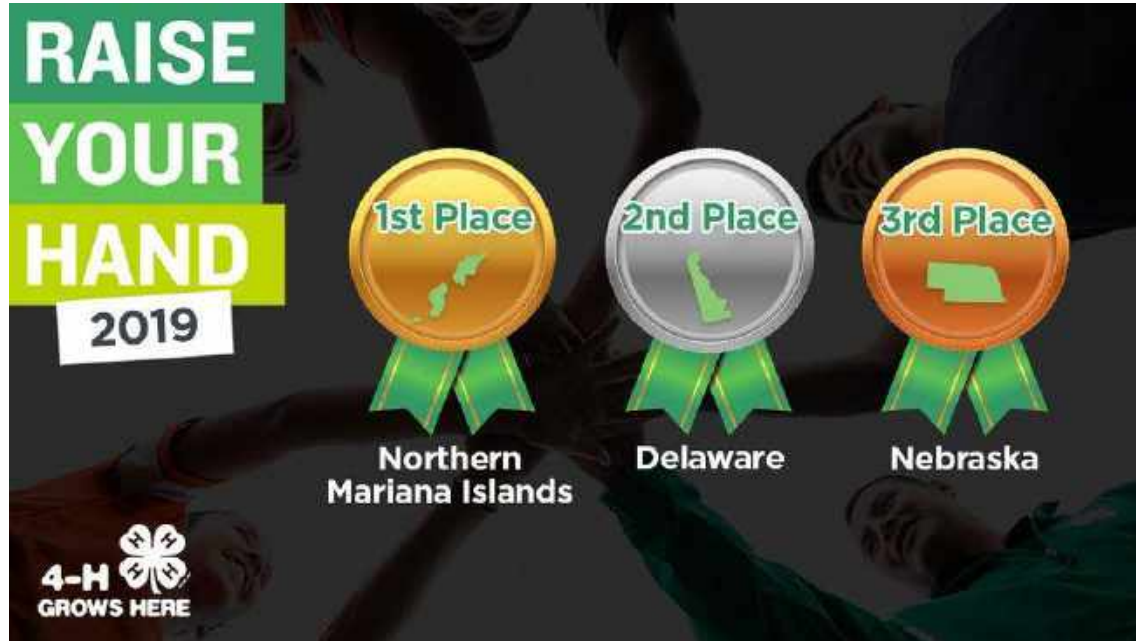 RAISE
YOUR
HAND
2019
1st Place
2nd Place
3rd Place
Northern
Mariana Islands
Delaware
Nebraska
4-H
H H
H H
GROWS HERE